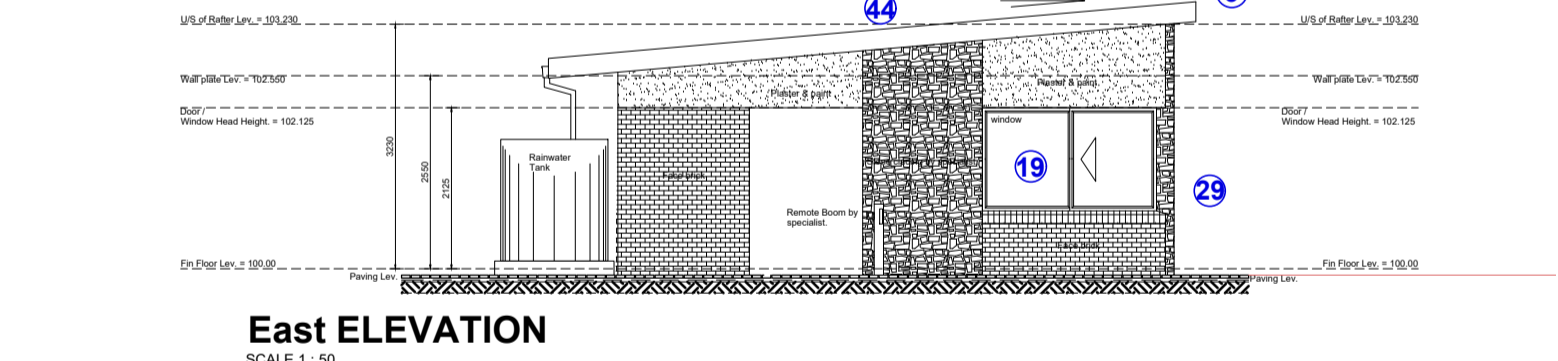 44
U/S of Rafter Lev. = 103.230
U/S of Rafter Lev. = 103.230
Wall plate Lev. = 102.550
Wall plate Lev. = 102.550
Plaster & paint
Plaster & paint
Door /
Window Head Height. = 102.125
Door /
Window Head Height. = 102.125
window
3230
2550
2125
Rainwater
Tank
19
29
Face brick
Remote Boom by
specialist.
Face brick
Fin Floor Lev. = 100.00
Fin Floor Lev. = 100.00
Paving Lev.
Paving Lev.
East ELEVATION
SCALE 1 : 50